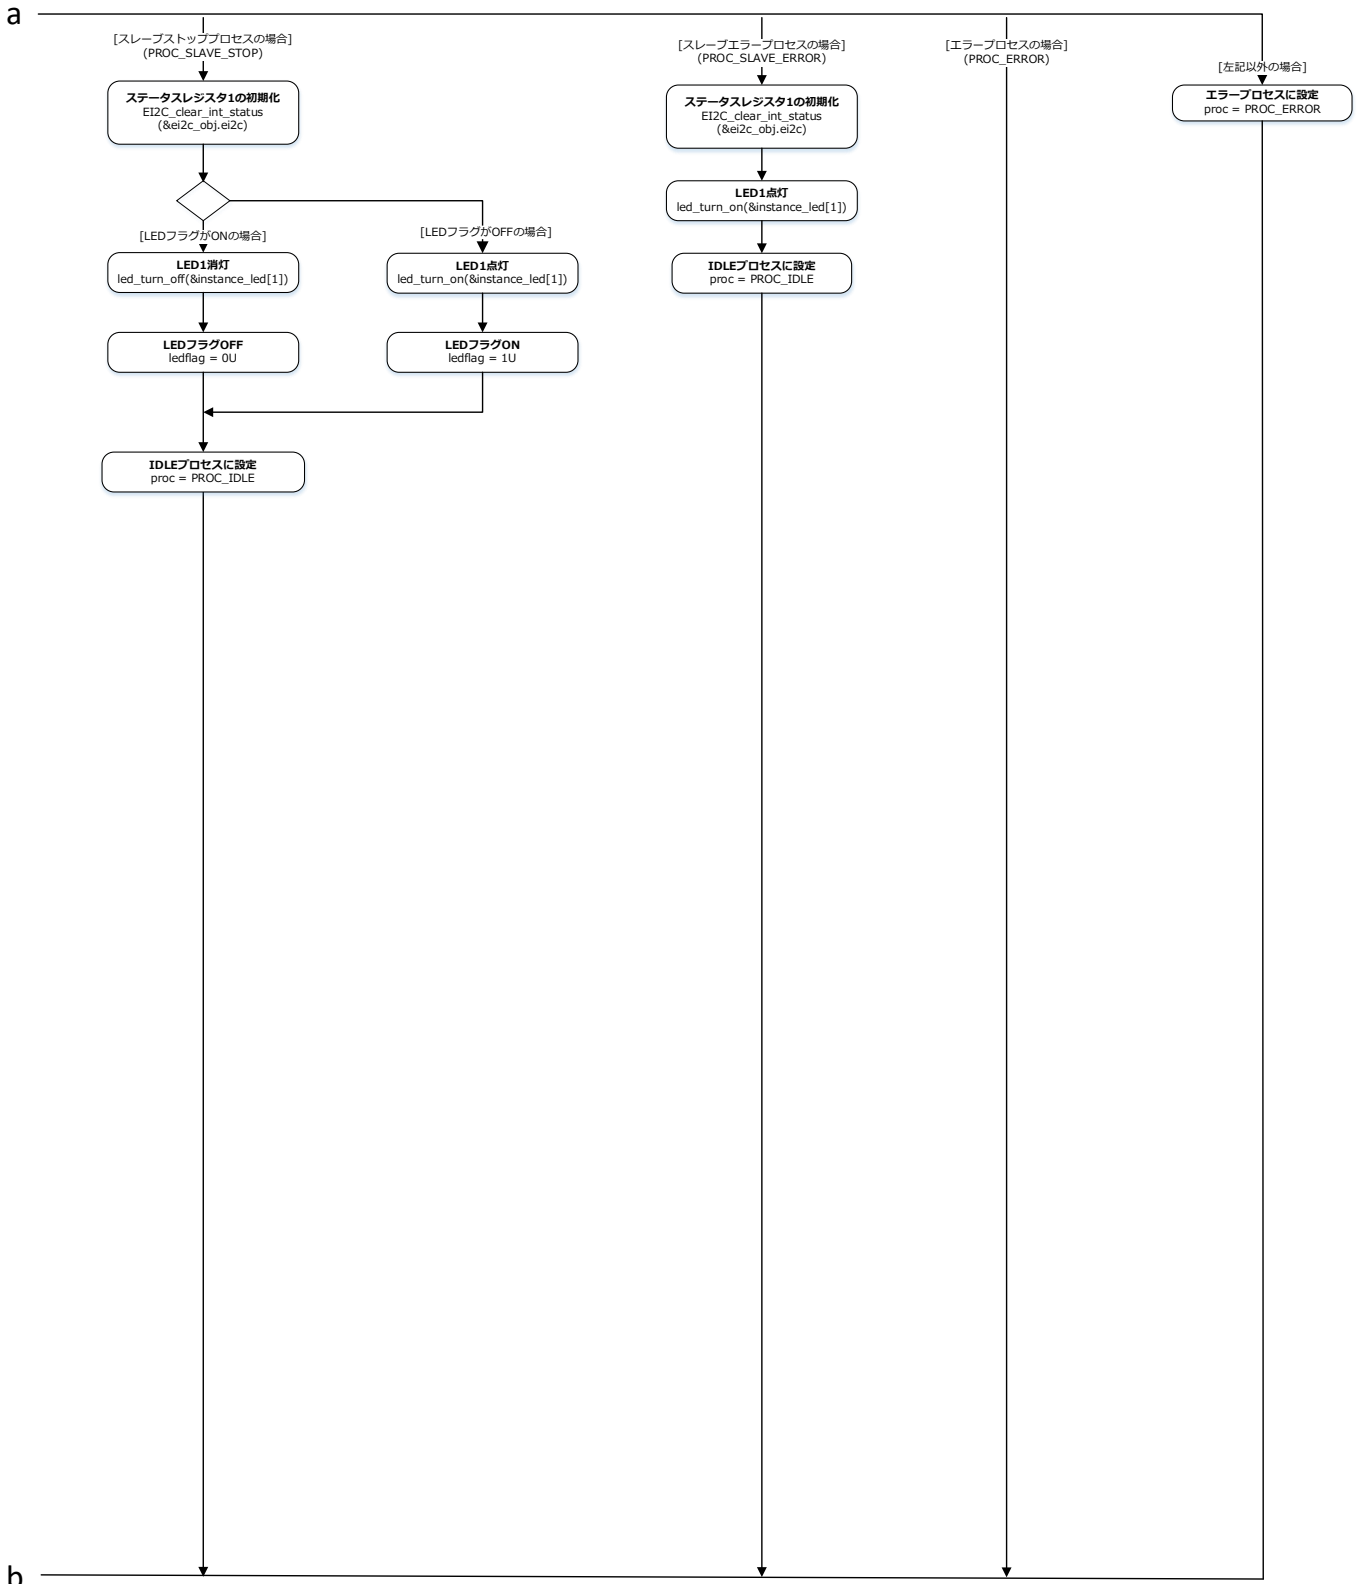 a
[スレーブストッププロセスの場合]
(PROC_SLAVE_STOP)
ステータスレジスタ1の初期化
EI2C_clear_int_status
(&ei2c_obj.ei2c)
[LEDフラグがONの場合]
LED1消灯
led_turn_off(&instance_led[1])
LEDフラグOFF
ledflag = 0U
[LEDフラグがOFFの場合]
LED1点灯
led_turn_on(&instance_led[1])
LEDフラグON
ledflag = 1U
IDLEプロセスに設定
proc = PROC_IDLE
[スレーブエラープロセスの場合]
(PROC_SLAVE_ERROR)
ステータスレジスタ1の初期化
EI2C_clear_int_status
(&ei2c_obj.ei2c)
LED1点灯
led_turn_on(&instance_led[1])
IDLEプロセスに設定
proc = PROC_IDLE
[エラープロセスの場合]
(PROC_ERROR)
[左記以外の場合]
エラープロセスに設定
proc = PROC_ERROR
b